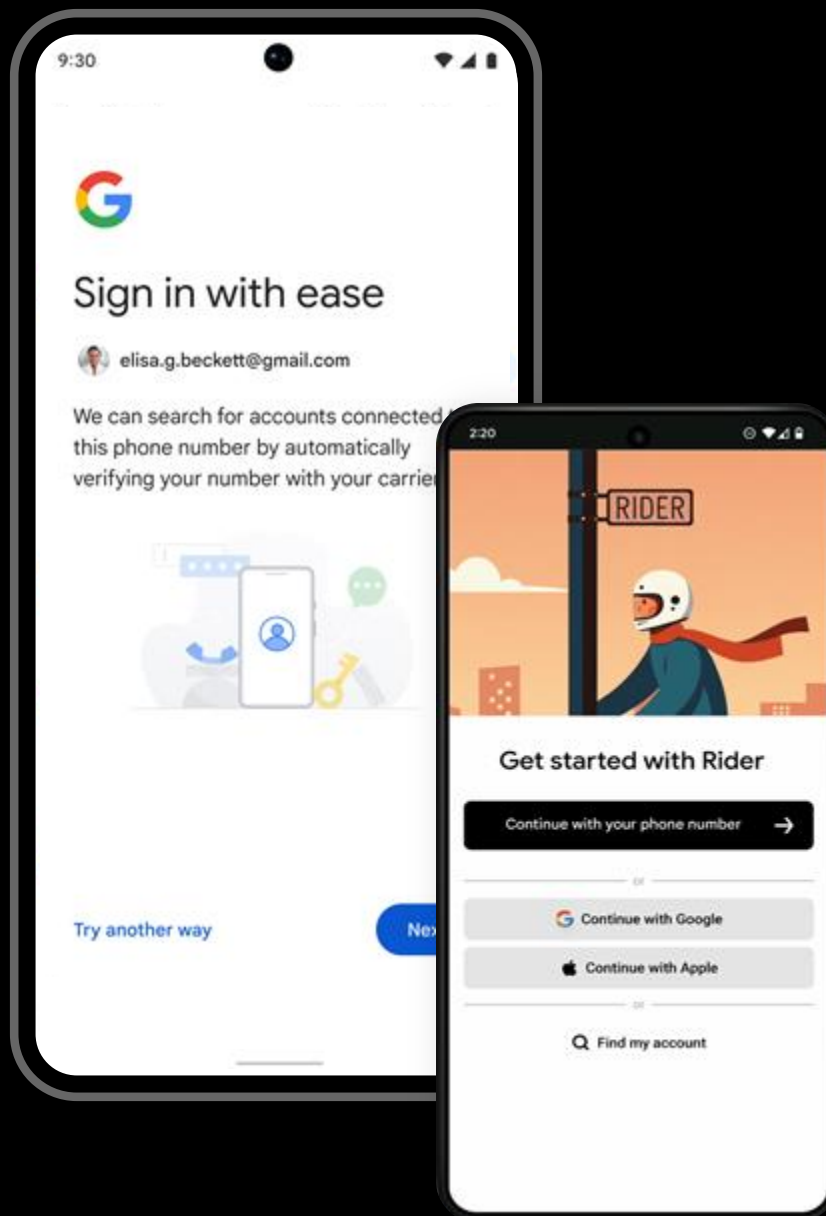 9:30
Sign in with ease
elisa.g.beckett@gmail.com
We can search for accounts connected
this phone number by automatically
verifying your number with your carrier
Try another way
2:20
RIDER
Get started with Rider
Continue with your phone number
or
Continue with Google
Continue with Apple
or
Find my account